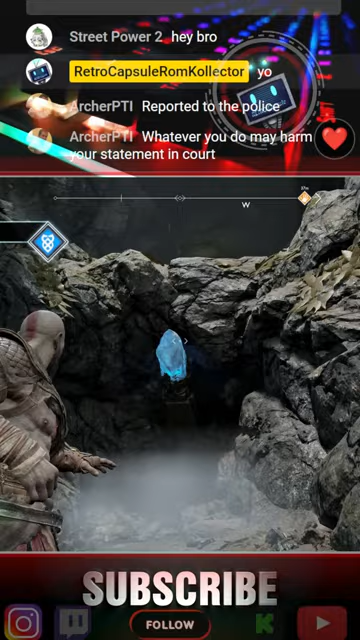 Street Power 2 hey bro
RetroCapsuleRomKollector yo
ArcherPTI Reported to the police
ArcherPTI Whatever you do may harm
your statement in court
W
SUBSCRIBE
FOLLOW